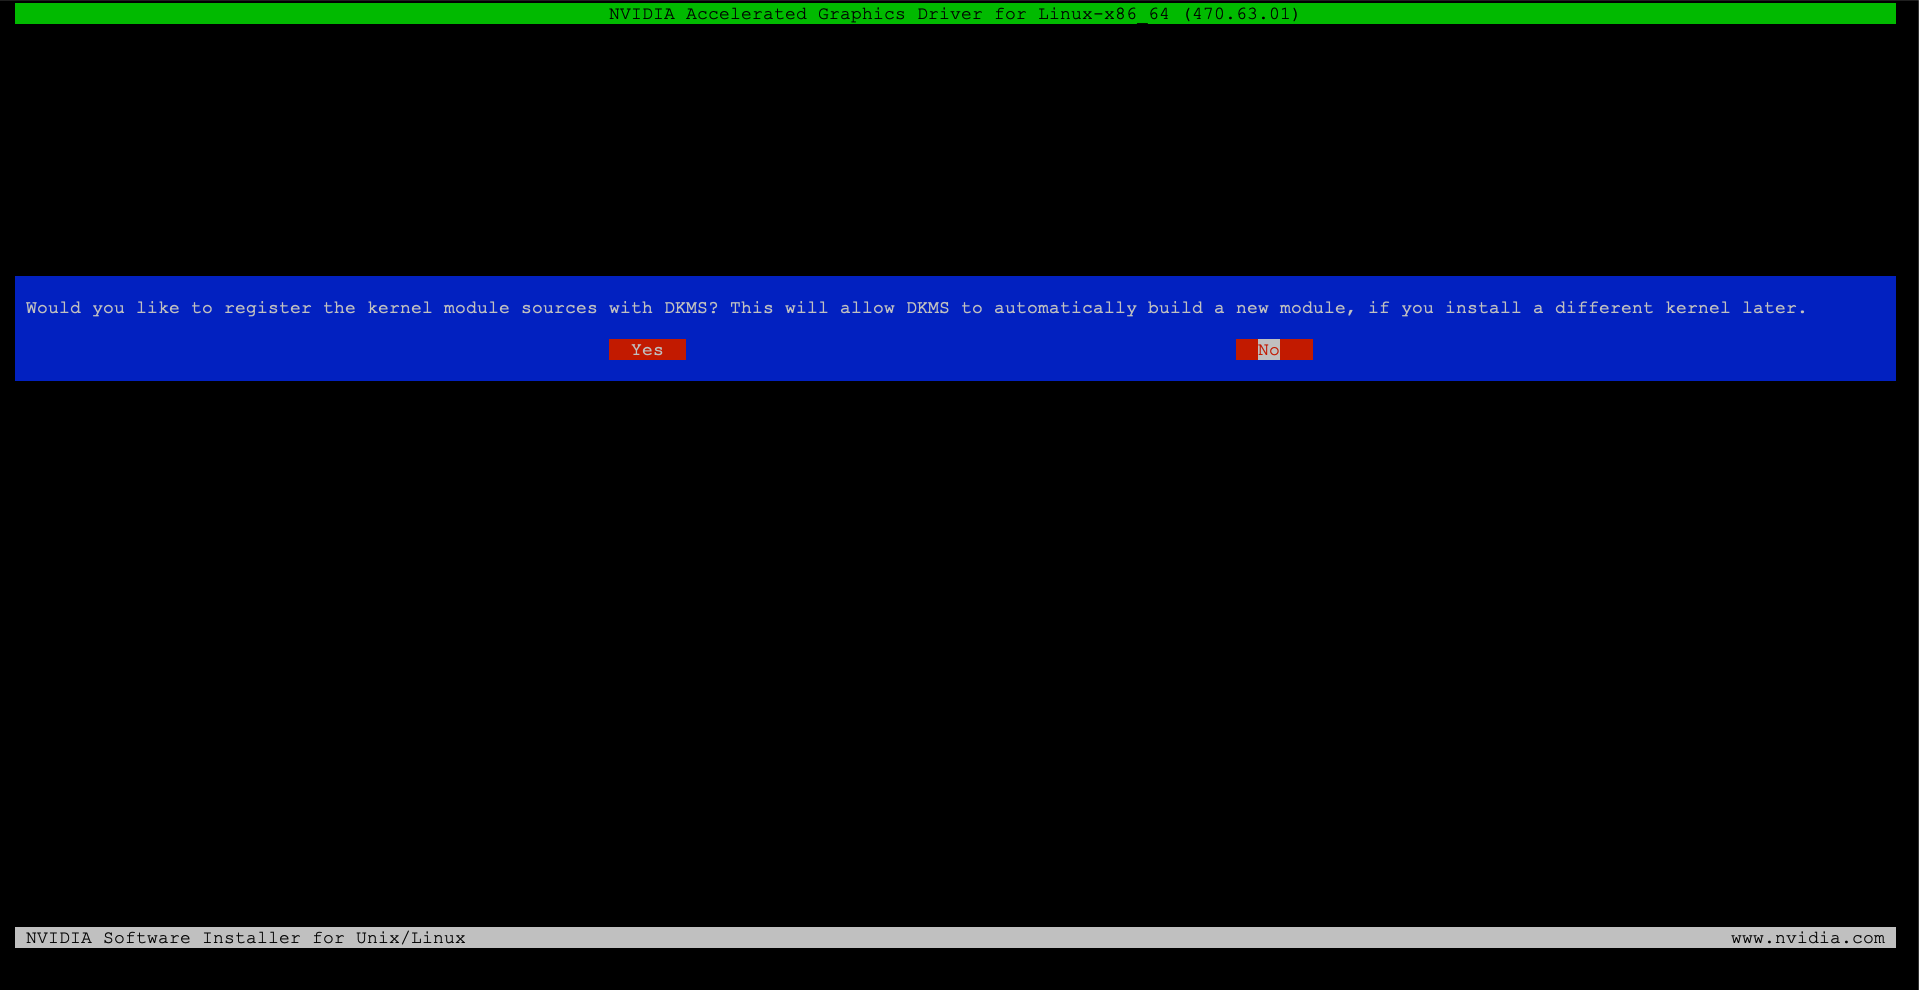 NVIDIA Accelerated Graphics Driver for Linux-x86_64 (470.63.01)
Would you like to register the kernel module sources with DKMS? This will allow DKMS to automatically build a new module, if you install a different kernel later.
Yes No
NVIDIA Software Installer for Unix/Linux www.nvidia.com